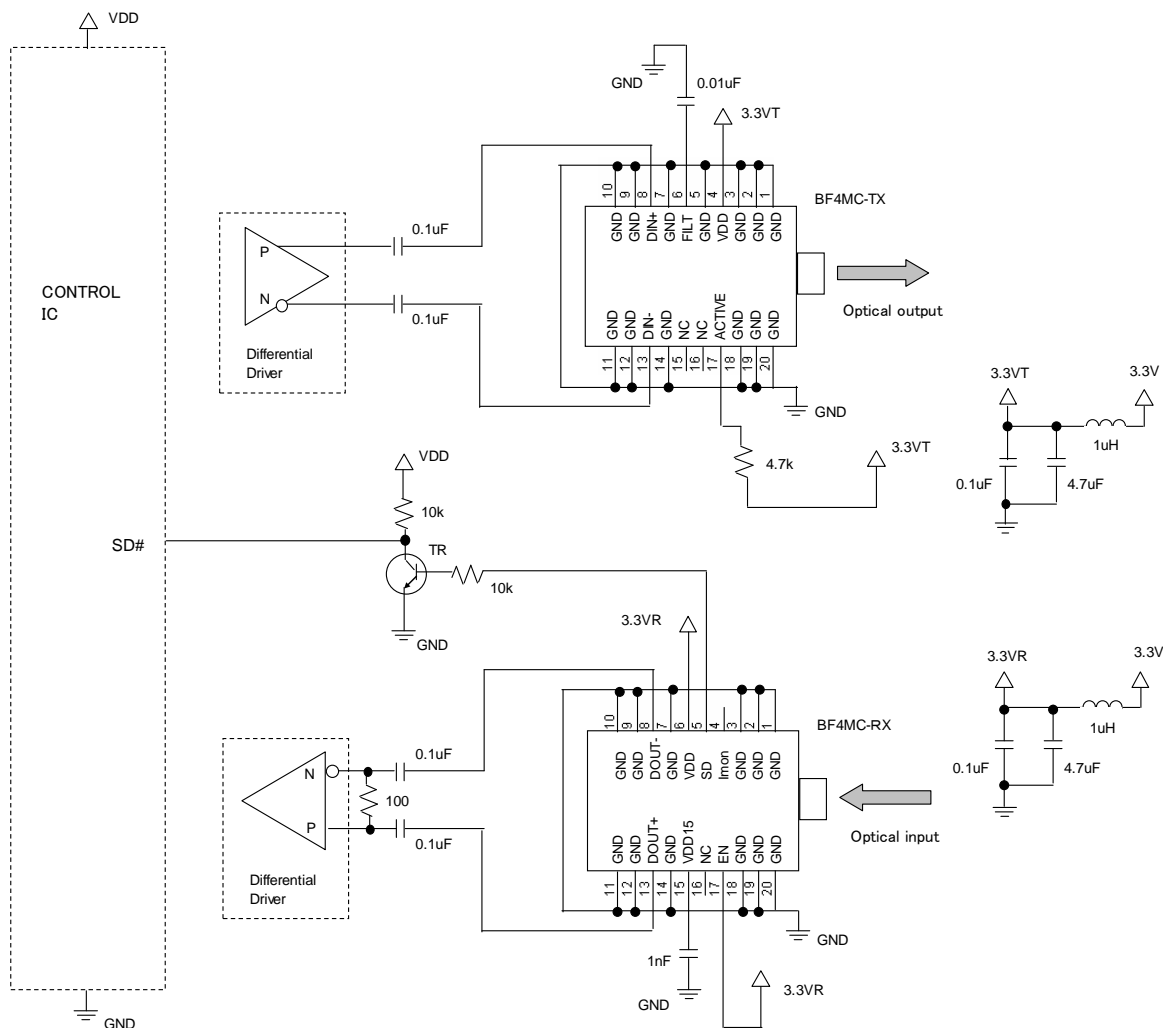 VDD
CONTROL
IC
SD#
GND
GND
0.01uF
3.3VT
BF4MC-TX
10 9 8 7 6 5 4 3 2 1
GND GND DIN+ GND FILT GND VDD GND GND GND
GND GND DIN- GND NC NC ACTIVE GND GND GND
11 12 13 14 15 16 17 18 19 20
Optical output
GND
0.1uF
P
N
0.1uF
Differential
Driver
4.7k
3.3VT
3.3VT
3.3V
1uH
0.1uF
4.7uF
VDD
10k
TR
10k
GND
3.3VR
BF4MC-RX
10 9 8 7 6 5 4 3 2 1
GND GND DOUT- GND VDD SD Imon GND GND GND
GND GND DOUT+ GND VDD15 NC EN GND GND GND
11 12 13 14 15 16 17 18 19 20
Optical input
GND
0.1uF
N
100
P
0.1uF
Differential
Driver
1nF
GND
3.3VR
3.3VR
3.3V
1uH
0.1uF
4.7uF